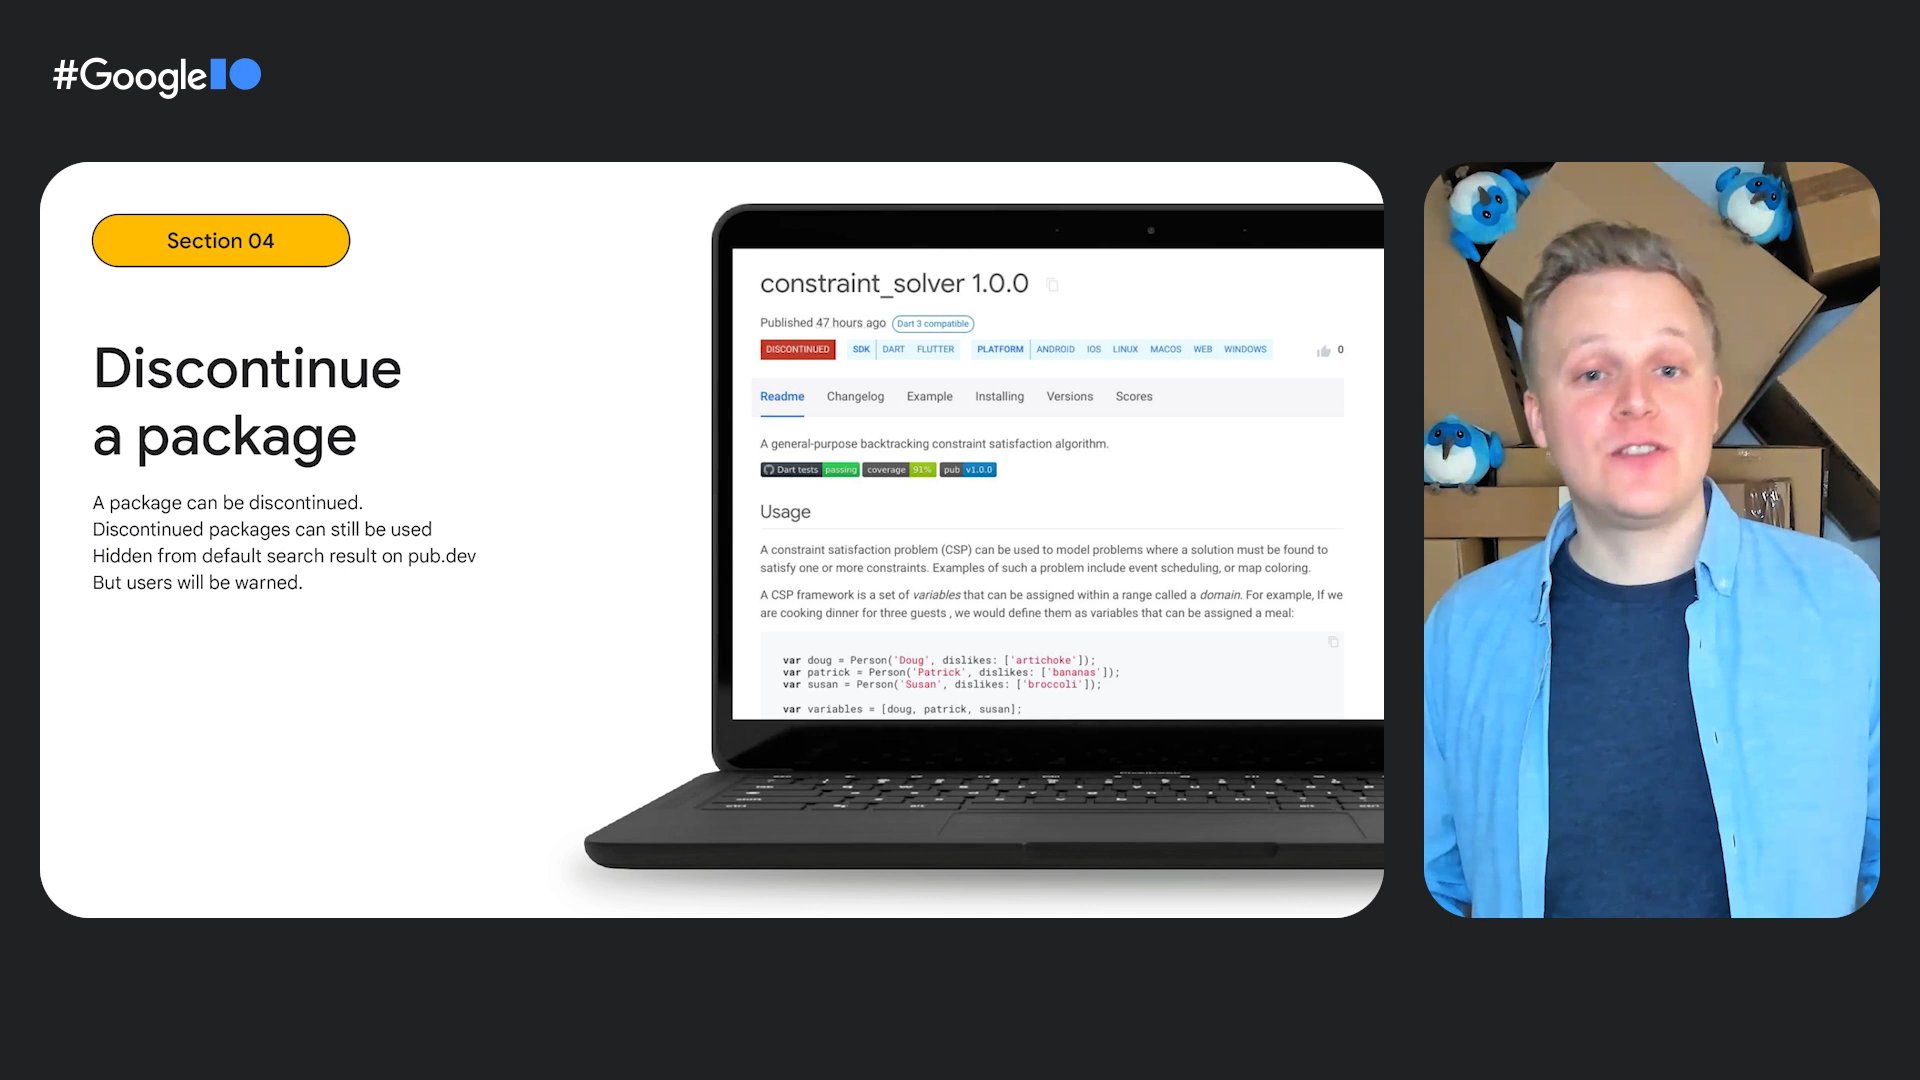 #GoogleIO
Section 04
Discontinue
a package
A package can be discontinued.
Discontinued packages can still be used
Hidden from default search result on pub.dev
But users will be warned.
constraint_solver 1.0.0
Published 47 hours ago Dart 3 compatible
DISCONTINUED SDK DART FLUTTER PLATFORM ANDROID IOS LINUX MACOS WEB WINDOWS 0
Readme Changelog Example Installing Versions Scores
A general-purpose backtracking constraint satisfaction algorithm.
Dart tests passing coverage 91% pub v1.0.0
Usage
A constraint satisfaction problem (CSP) can be used to model problems where a solution must be found to
satisfy one or more constraints. Examples of such a problem include event scheduling, or map coloring.
A CSP framework is a set of variables that can be assigned within a range called a domain. For example, If we
are cooking dinner for three guests , we would define them as variables that can be assigned a meal:
var doug = Person('Doug', dislikes: ['artichoke']);
var patrick = Person('Patrick', dislikes: ['bananas']);
var susan = Person('Susan', dislikes: ['broccoli']);
var variables = [doug, patrick, susan];